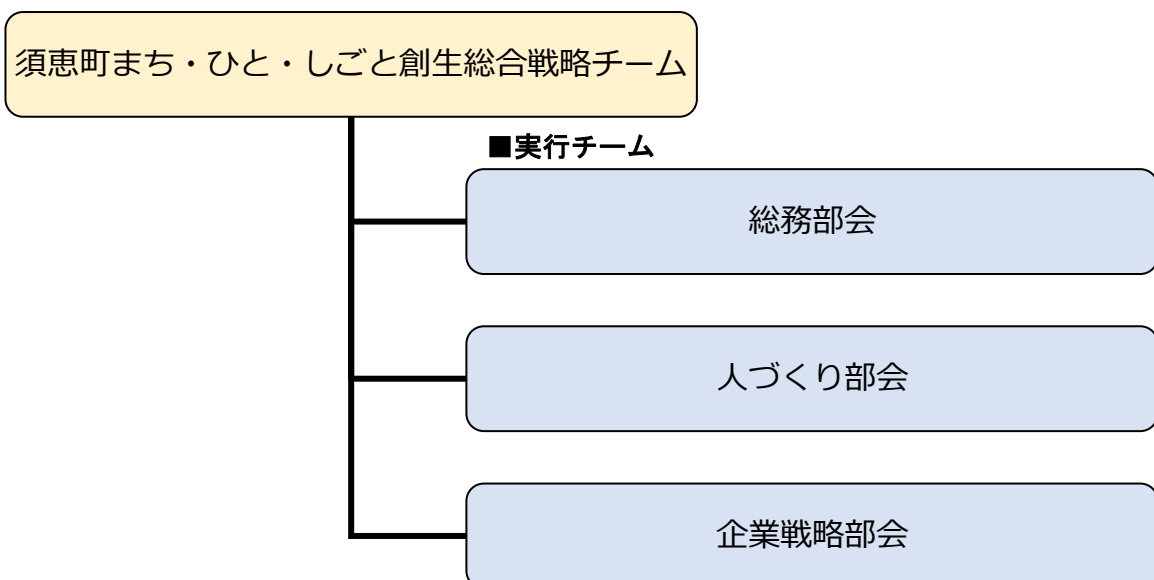 須恵町まち・ひと・しごと創生総合戦略チーム
■実行チーム
総務部会
人づくり部会
企業戦略部会